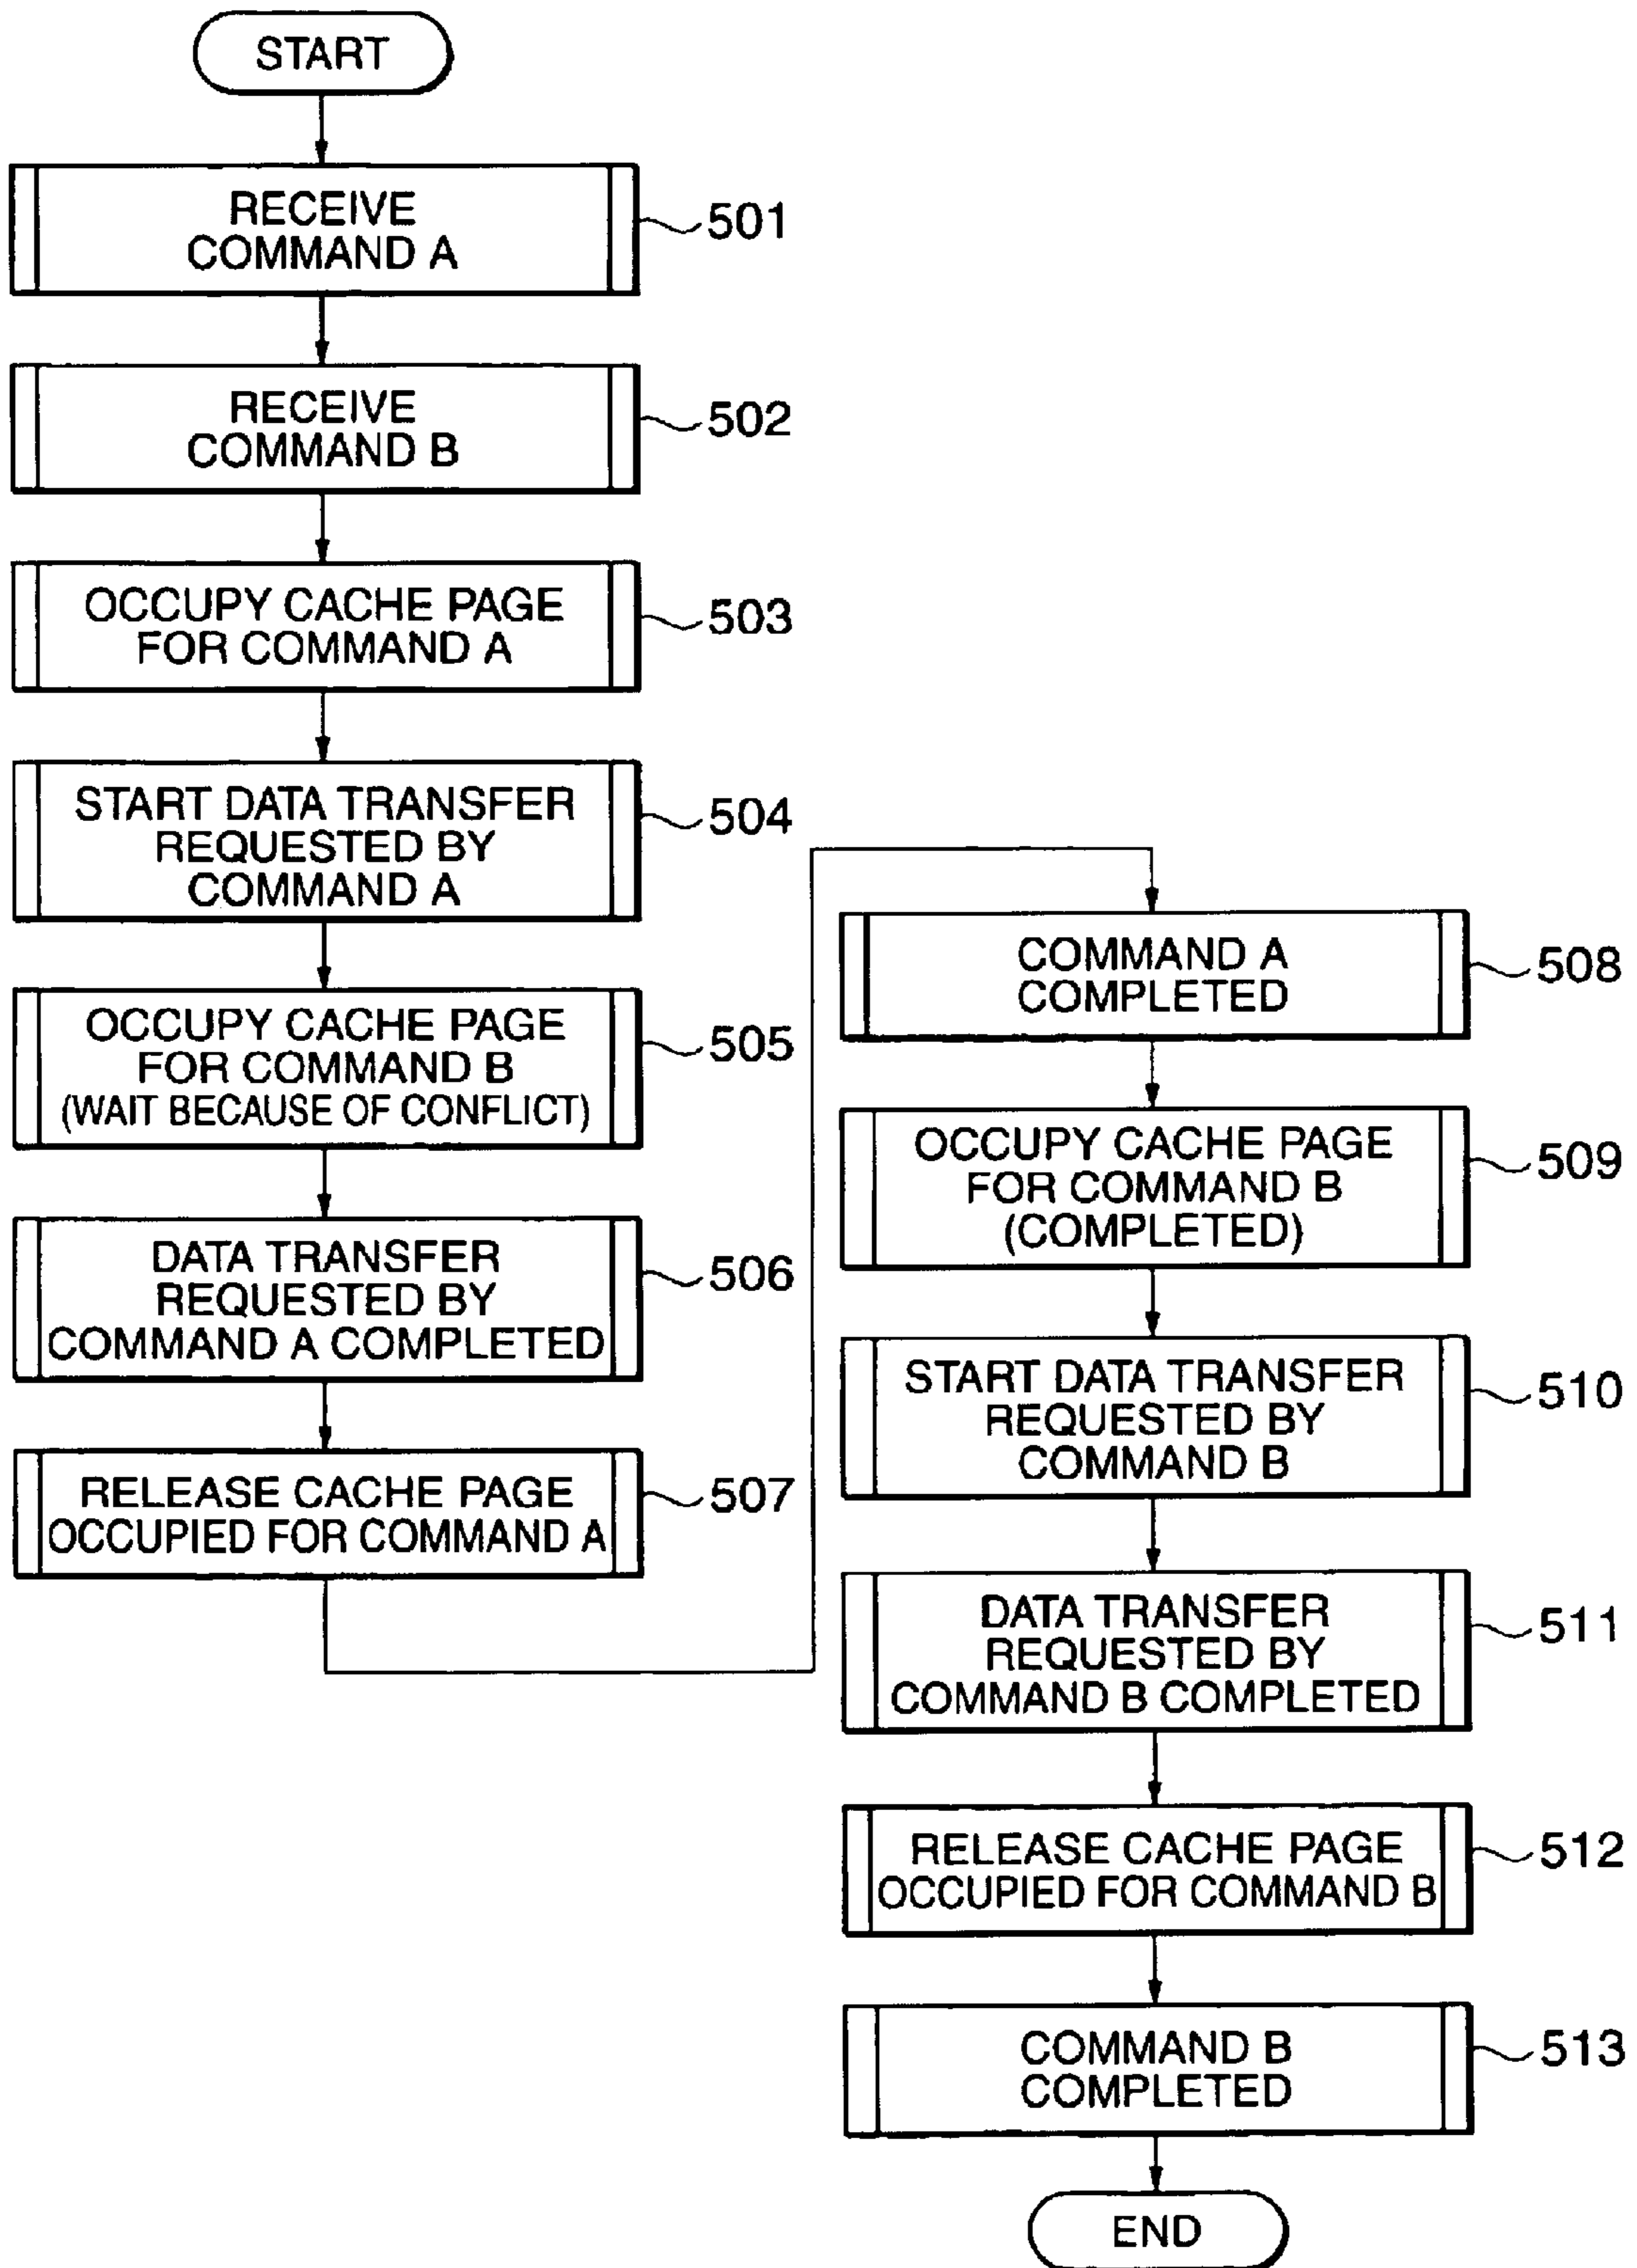 START
RECEIVE
COMMAND A
501
RECEIVE
COMMAND B
502
OCCUPY CACHE PAGE
FOR COMMAND A
503
START DATA TRANSFER
REQUESTED BY
COMMAND A
504
OCCUPY CACHE PAGE
FOR COMMAND B
(WAIT BECAUSE OF CONFLICT)
505
DATA TRANSFER
REQUESTED BY
COMMAND A COMPLETED
506
RELEASE CACHE PAGE
OCCUPIED FOR COMMAND A
507
COMMAND A
COMPLETED
508
OCCUPY CACHE PAGE
FOR COMMAND B
(COMPLETED)
509
START DATA TRANSFER
REQUESTED BY
COMMAND B
510
DATA TRANSFER
REQUESTED BY
COMMAND B COMPLETED
511
RELEASE CACHE PAGE
OCCUPIED FOR COMMAND B
512
COMMAND B
COMPLETED
513
END